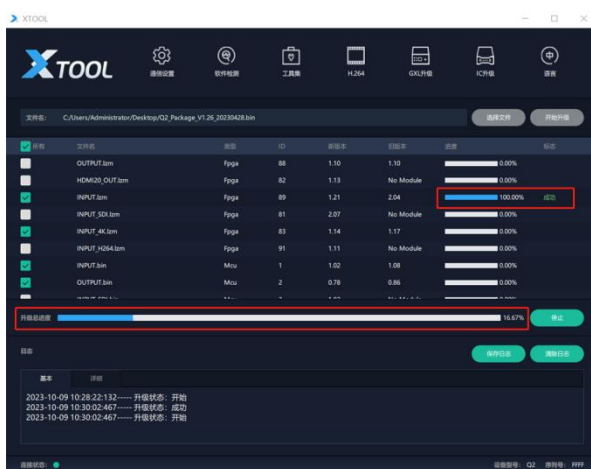 XTOOL
XTOOL
通信设置 软件检测 工具集 H.264 GXL升级 IC升级 中 语言
文件名: C:/Users/Administrator/Desktop/Q2_Package_V1.26_20230428.bin 选择文件 开始升级
所有 文件名 类型 ID 新版本 旧版本 进度 状态
OUTPUT.lzm Fpga 88 1.10 1.10 0.00%
HDMI20_OUT.lzm Fpga 82 1.13 No Module 0.00%
INPUT.lzm Fpga 89 1.21 2.04 100.00% 成功
INPUT_SDI.lzm Fpga 81 2.07 No Module 0.00%
INPUT_4K.lzm Fpga 83 1.14 1.17 0.00%
INPUT_H264.lzm Fpga 91 1.11 No Module 0.00%
INPUT.bin Mcu 1 1.02 1.08 0.00%
OUTPUT.bin Mcu 2 0.78 0.86 0.00%
升级总进度 16.67% 停止
日志 保存日志 清除日志
基本 详细
2023-10-09 10:28:22:132----- 升级状态: 开始
2023-10-09 10:30:02:467----- 升级状态: 成功
2023-10-09 10:30:02:467----- 升级状态: 开始
连接状态: 设备型号: Q2 序列号: FFFF